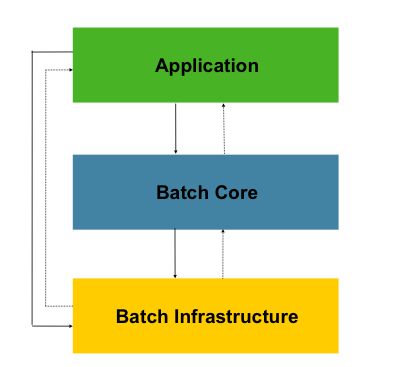 Application
Batch Core
Batch Infrastructure